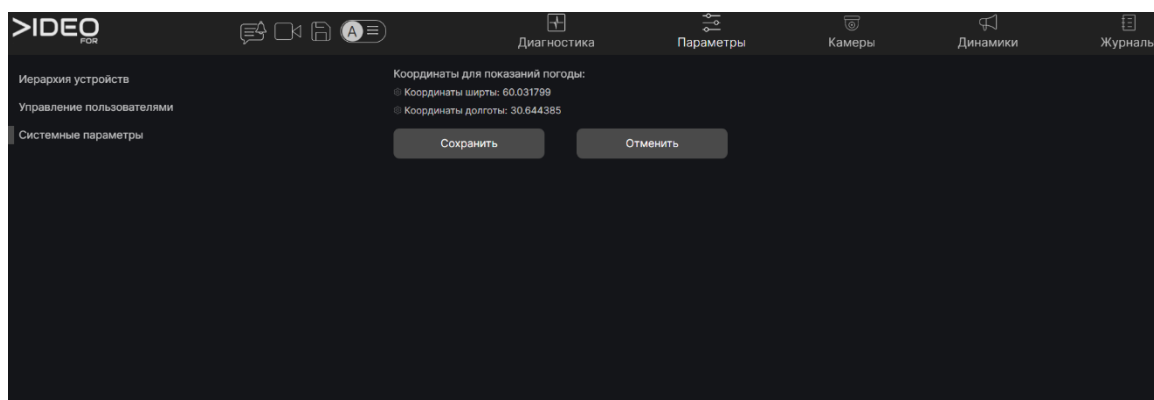 >IDEO
FOR
A
Диагностика
Параметры
Камеры
Динамики
Журналь
Иерархия устройств
Управление пользователями
Системные параметры
Координаты для показаний погоды:
Координаты ширты: 60.031799
Координаты долготы: 30.644385
Сохранить
Отменить